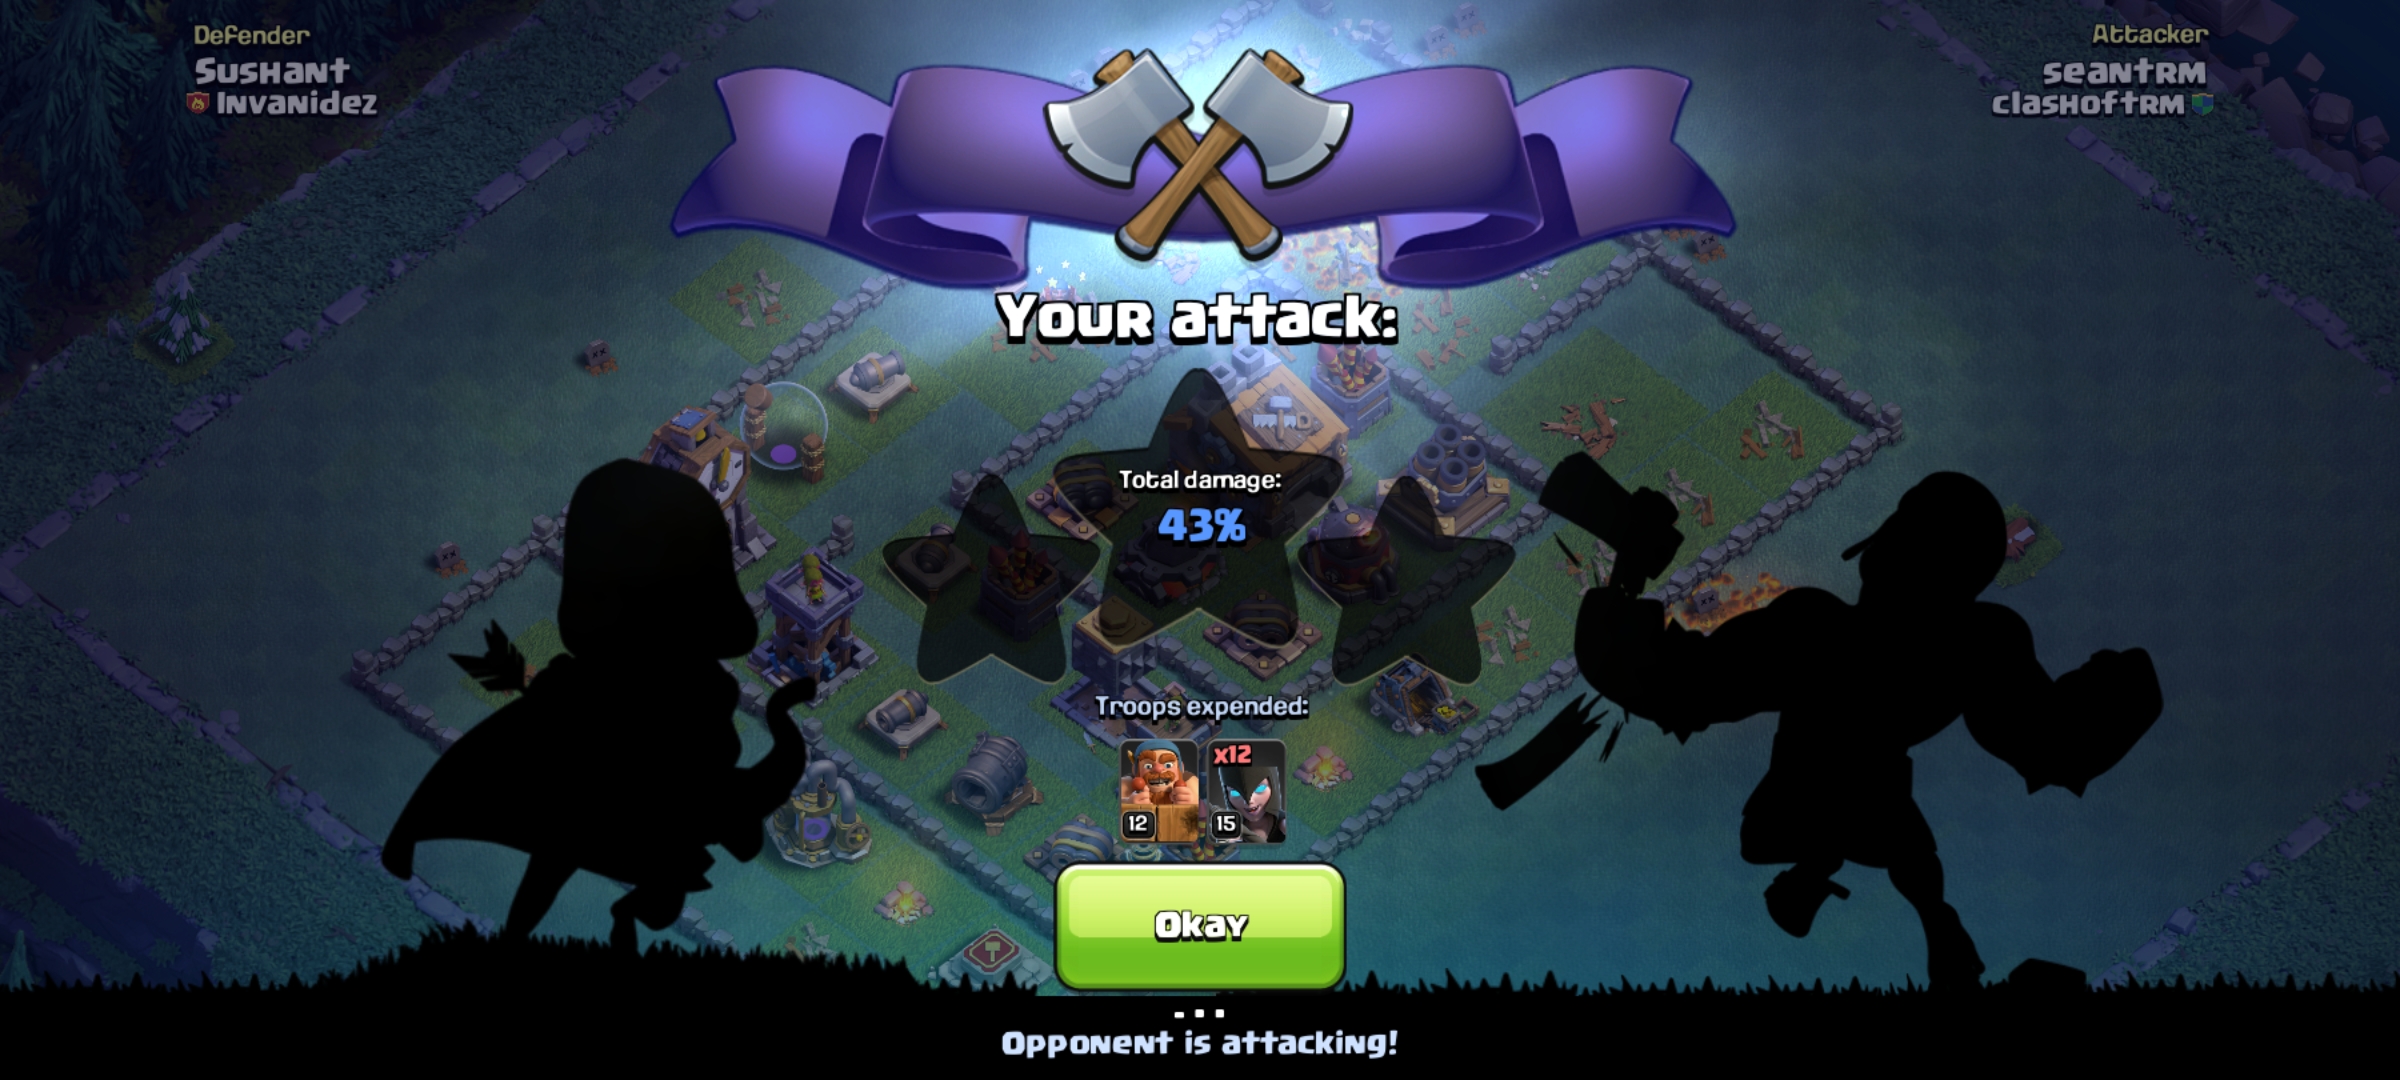 Defender
Sushant
Invanidez
Attacker
seantRM
clashoftRM
Your attack:
Total damage:
43%
Troops expended:
x12
12
15
Okay
Opponent is attacking!